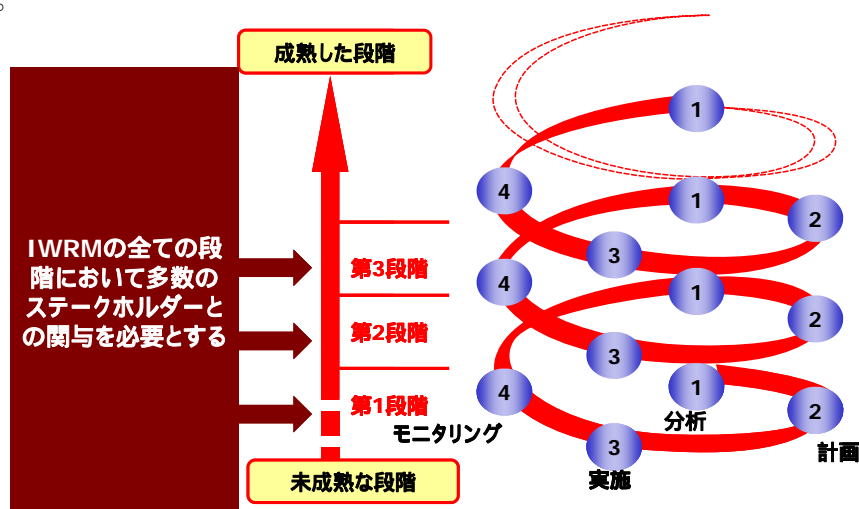 。
成熟した段階
IWRMの全ての段
階において多数の
ステークホルダーと
の関与を必要とする
第3段階
第2段階
第1段階
未成熟な段階
1
4
1
2
3
4
1
2
3
4
1
分析
2
計画
3
実施
モニタリング